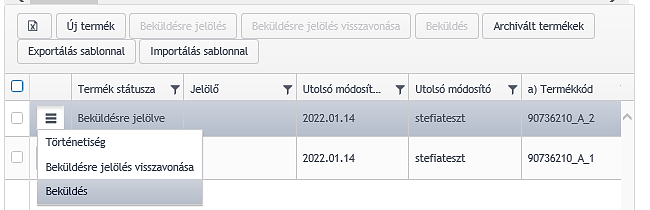 Új termék Beküldésre jelölés Beküldésre jelölés visszavonása Beküldés Archivált termékek
Exportálás sablonnal Importálás sablonnal
Termék státusza Jelölő Utolsó módosít... Utolsó módosító a) Termékkód
Beküldésre jelölve 2022.01.14 stefiateszt 90736210_A_2
Történetiség
2022.01.14 stefiateszt 90736210_A_1
Beküldésre jelölés visszavonása
Beküldés